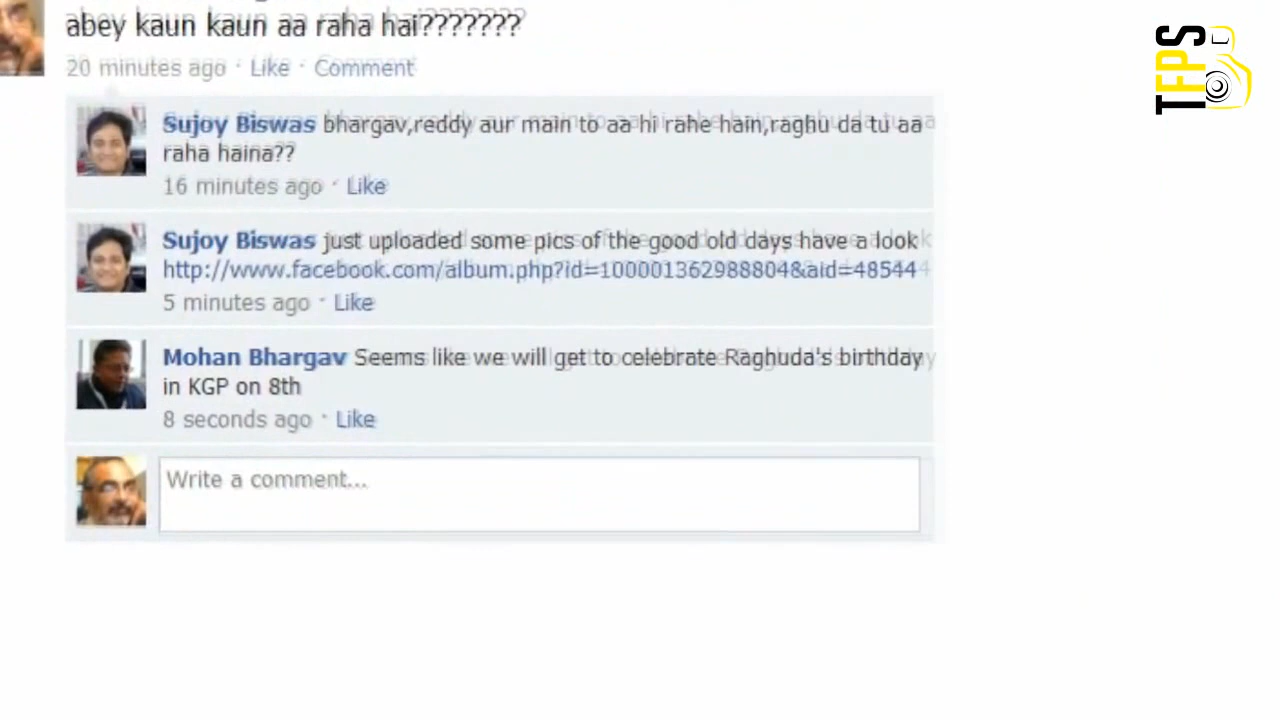 abey kaun kaun aa raha hai???????
20 minutes ago · Like · Comment
TFPS
Sujoy Biswas bhargav,reddy aur main to aa hi rahe hain,raghu da tu aa
raha haina??
16 minutes ago · Like
Sujoy Biswas just uploaded some pics of the good old days have a look
http://www.facebook.com/album.php?id=100001362988804&aid=48544
5 minutes ago · Like
Mohan Bhargav Seems like we will get to celebrate Raghuda's birthday
in KGP on 8th
8 seconds ago · Like
Write a comment...